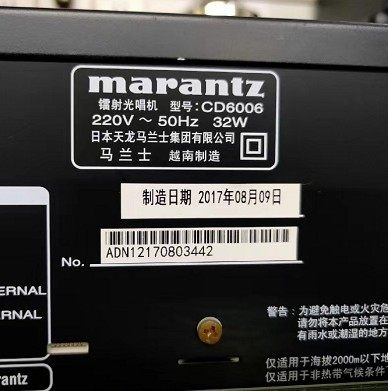 marantz
镭射光唱机 型号:CD6006
220V ～ 50Hz 32W
日本天龙马兰士集团有限公司
马兰士 越南制造
制造日期 2017年08月09日
No. ADN12170803442
ERNAL
ERNAL
警告: 为避免触电或火灾危
请勿将本产品放置在
有雨水或潮湿的地方
仅适用于海拔2000m以下地
仅适用于非热带气候条件
marantz